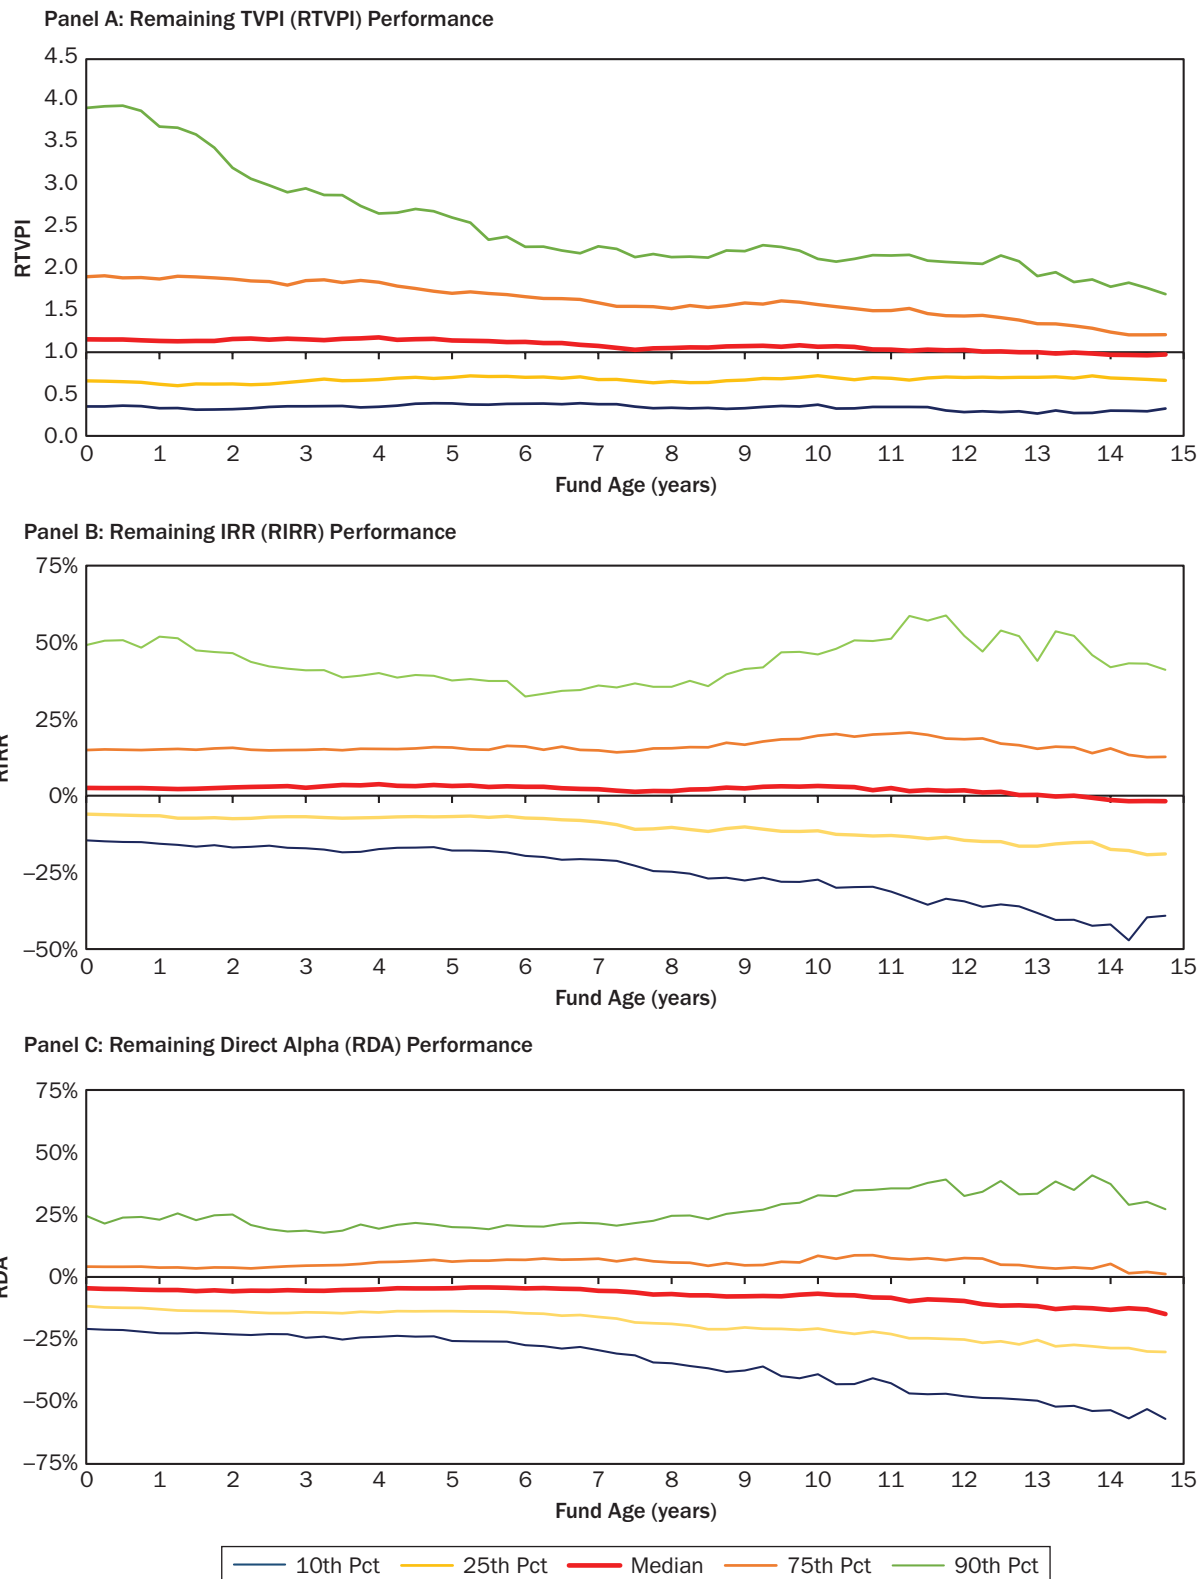 Panel A: Remaining TVPI (RTVPI) Performance
4.5
4.0
3.5
3.0
2.5
2.0
1.5
1.0
0.5
0.0
RTVPI
0 1 2 3 4 5 6 7 8 9 10 11 12 13 14 15
Fund Age (years)
Panel B: Remaining IRR (RIRR) Performance
75%
50%
25%
0%
–25%
–50%
RIRR
0 1 2 3 4 5 6 7 8 9 10 11 12 13 14 15
Fund Age (years)
Panel C: Remaining Direct Alpha (RDA) Performance
75%
50%
25%
0%
–25%
–50%
–75%
RDA
0 1 2 3 4 5 6 7 8 9 10 11 12 13 14 15
Fund Age (years)
10th Pct 25th Pct Median 75th Pct 90th Pct